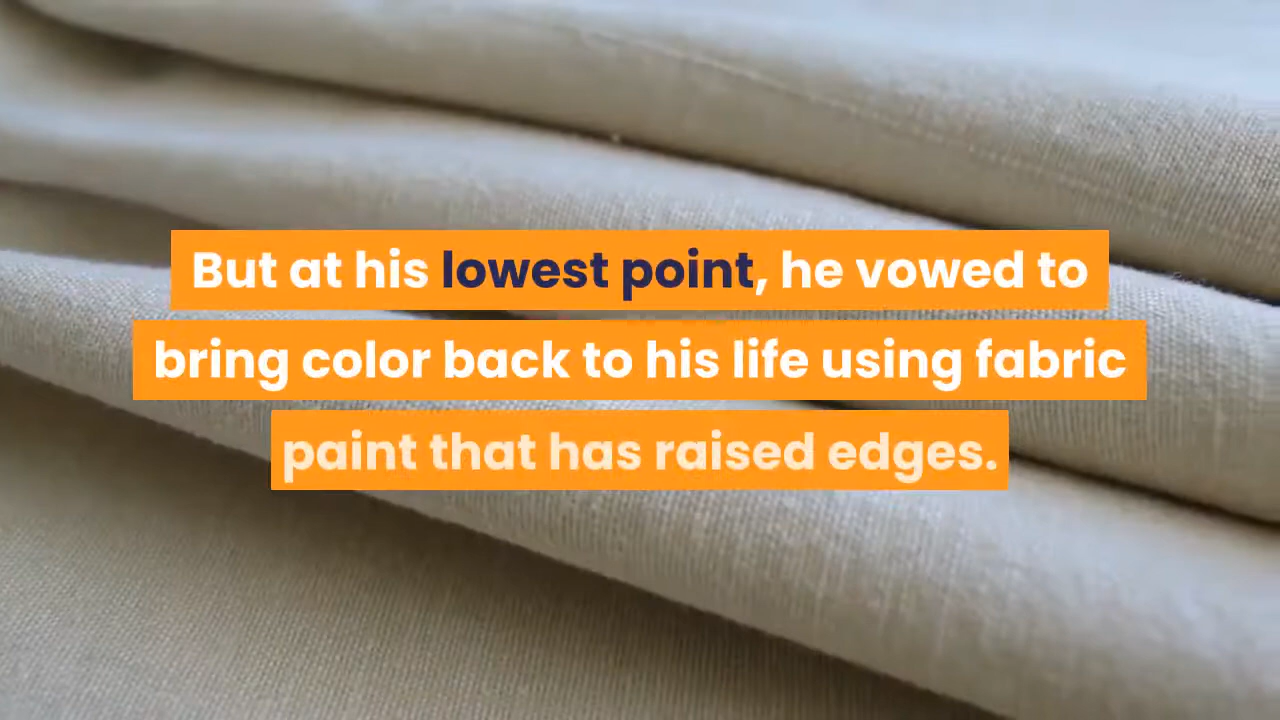 But at his lowest point, he vowed to
bring color back to his life using fabric
paint that has raised edges.